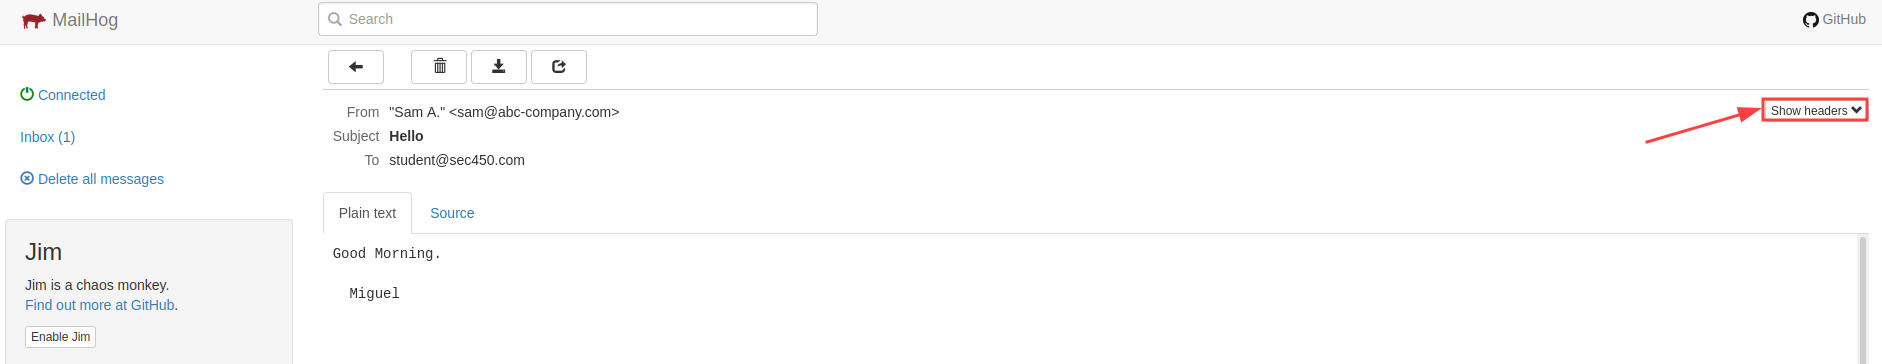 MailHog
Search
GitHub
Connected
Inbox (1)
Delete all messages
Jim
Jim is a chaos monkey.
Find out more at GitHub.
Enable Jim
From "Sam A." <sam@abc-company.com>
Show headers
Subject Hello
To student@sec450.com
Plain text Source
Good Morning.
Miguel